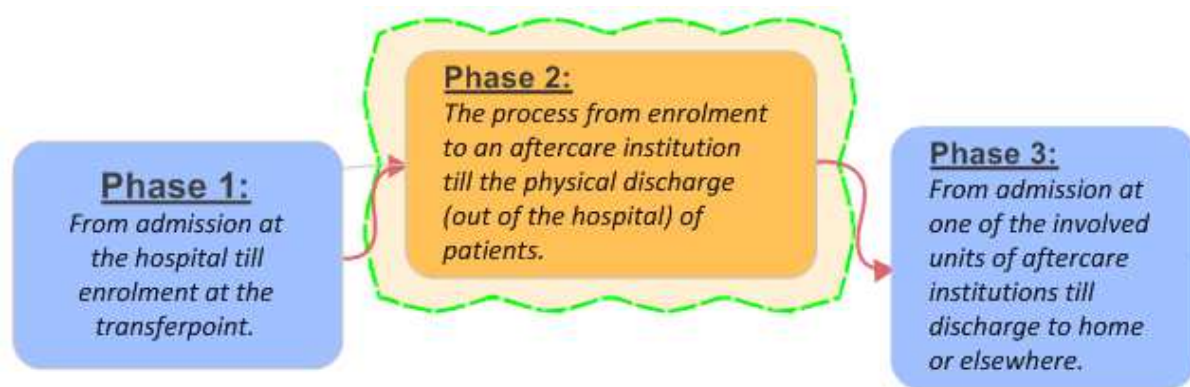 Phase 1:
From admission at
the hospital till
enrolment at the
transferpoint.
Phase 2:
The process from enrolment
to an aftercare institution
till the physical discharge
(out of the hospital) of
patients.
Phase 3:
From admission at
one of the involved
units of aftercare
institutions till
discharge to home
or elsewhere.